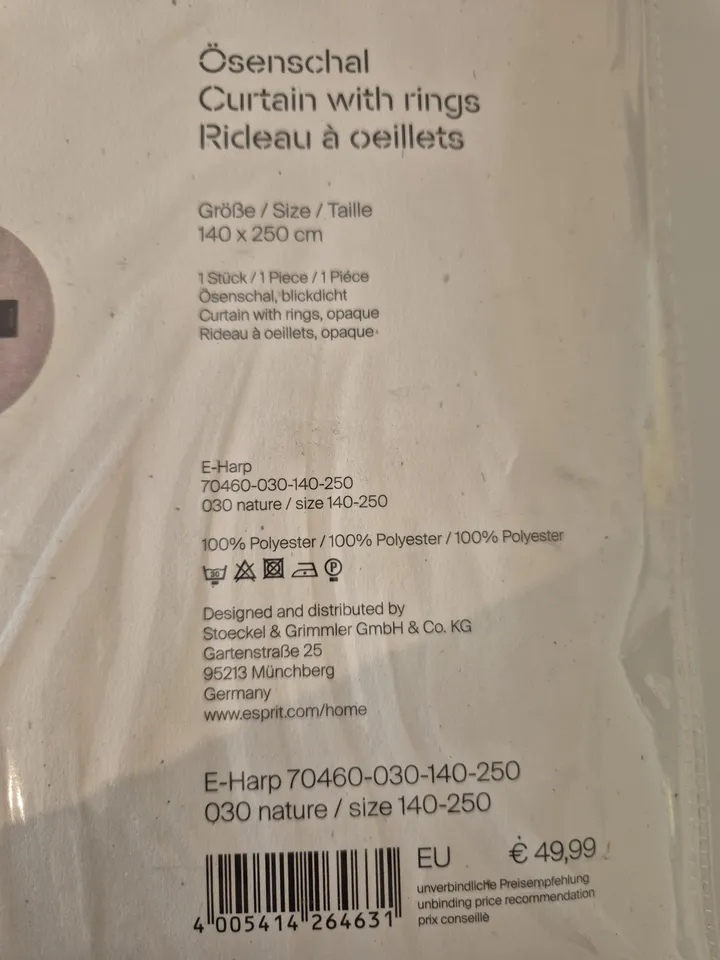 Ösenschal
Curtain with rings
Rideau à oeillets
Größe / Size / Taille
140 x 250 cm
1 Stück / 1 Piece / 1 Piéce
Ösenschal, blickdicht
Curtain with rings, opaque
Rideau à oeillets, opaque
E-Harp
70460-030-140-250
030 nature / size 140-250
100% Polyester / 100% Polyester / 100% Polyester
30
P
Designed and distributed by
Stoeckel & Grimmler GmbH & Co. KG
Gartenstraße 25
95213 Münchberg
Germany
www.esprit.com/home
E-Harp 70460-030-140-250
030 nature / size 140-250
EU € 49,99
unverbindliche Preisempfehlung
unbinding price recommendation
prix conseillè
4 005414 264631